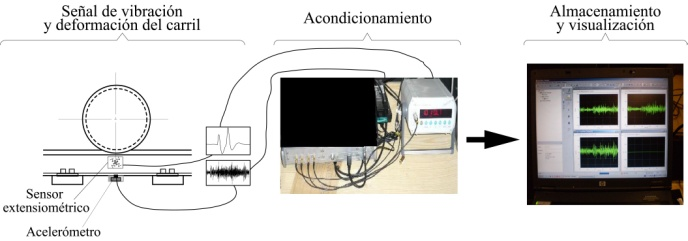 Señal de vibración
y deformación del carril
Acondicionamiento
Almacenamiento
y visualización
Sensor
extensiométrico
Acelerómetro